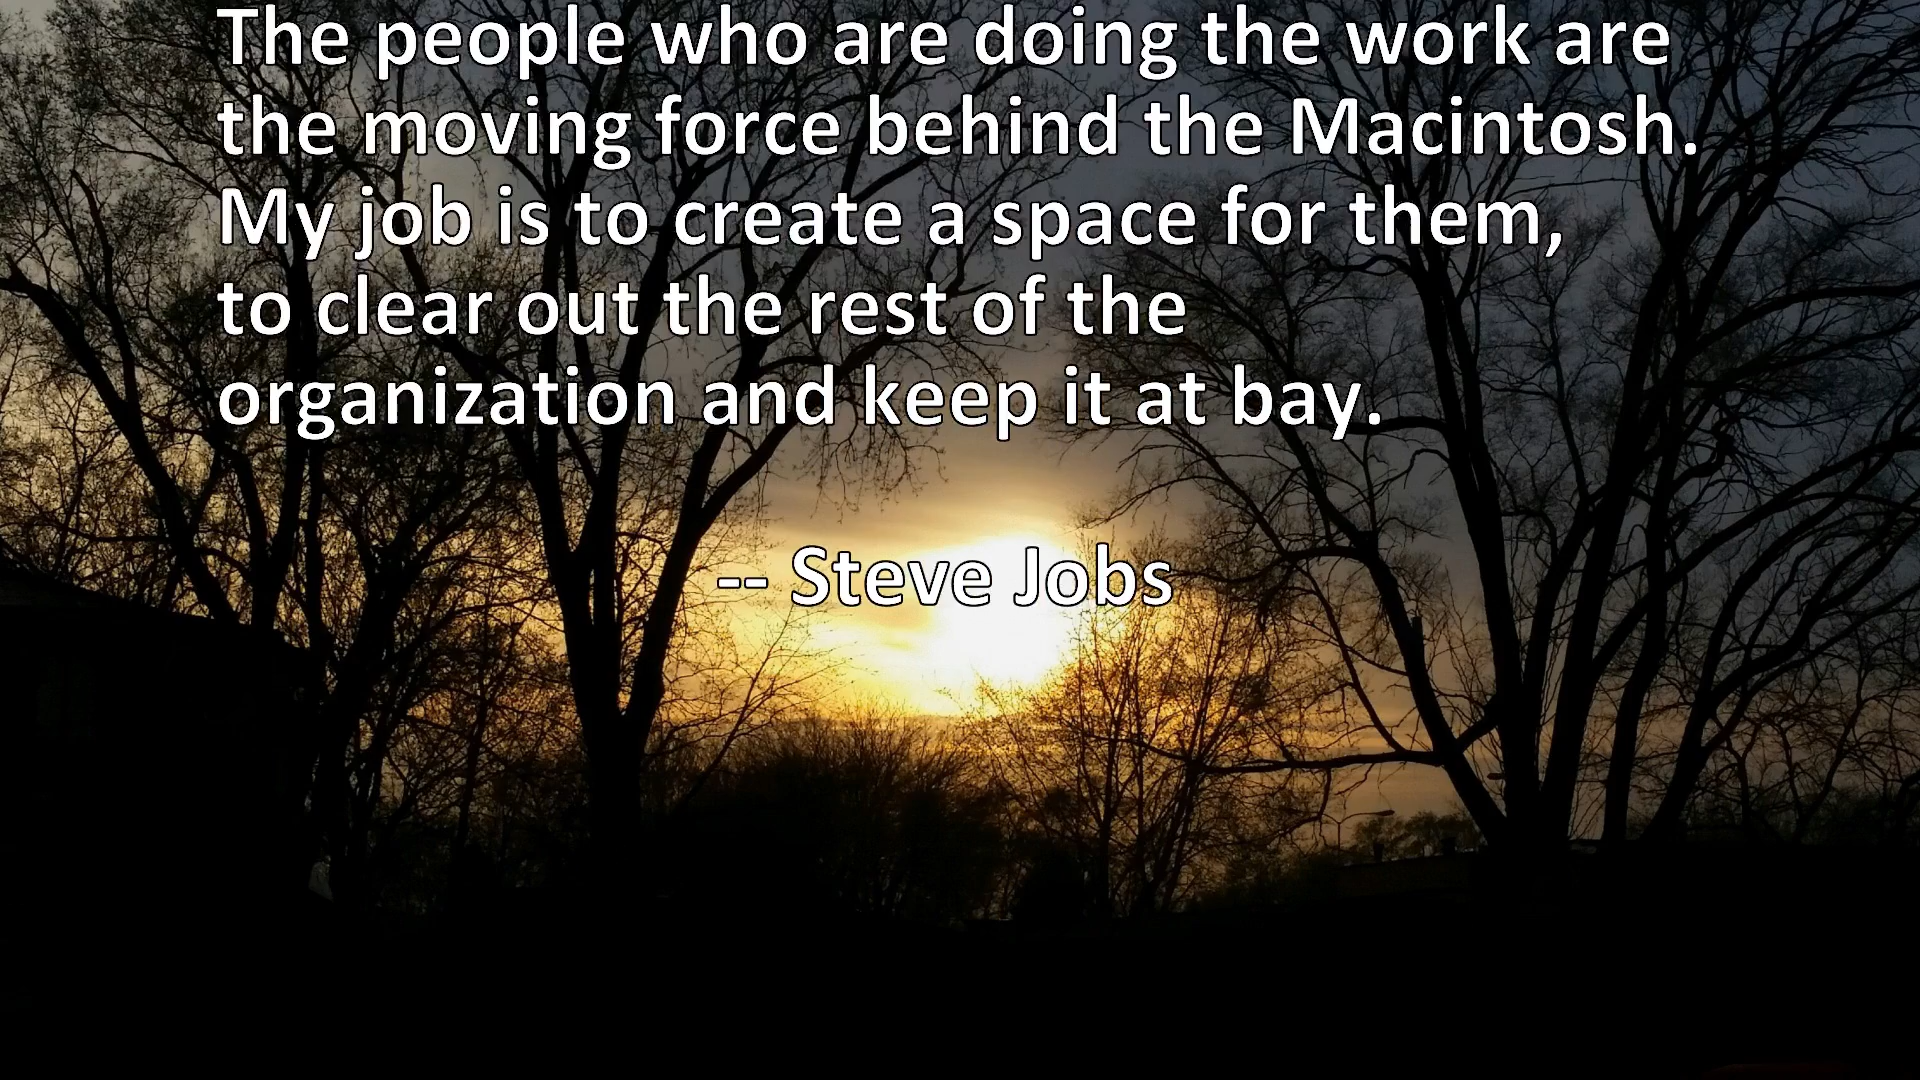 The people who are doing the work are
the moving force behind the Macintosh.
My job is to create a space for them,
to clear out the rest of the
organization and keep it at bay.
-- Steve Jobs